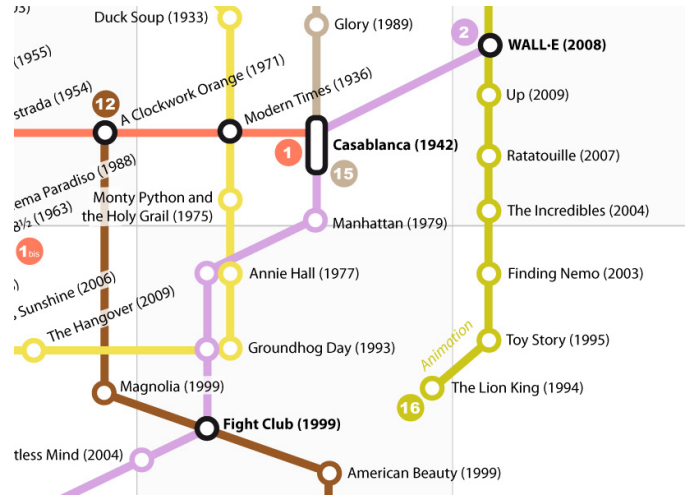 03)
Duck Soup (1933)
Glory (1989)
2
WALL·E (2008)
(1955)
strada (1954)
12
A Clockwork Orange (1971)
Modern Times (1936)
Up (2009)
1
Casablanca (1942)
15
Ratatouille (2007)
ema Paradiso (1988)
8½ (1963)
Monty Python and
the Holy Grail (1975)
Manhattan (1979)
The Incredibles (2004)
1bis
)
Sunshine (2006)
Annie Hall (1977)
Finding Nemo (2003)
The Hangover (2009)
Groundhog Day (1993)
Animation
Toy Story (1995)
Magnolia (1999)
The Lion King (1994)
16
Fight Club (1999)
tless Mind (2004)
American Beauty (1999)